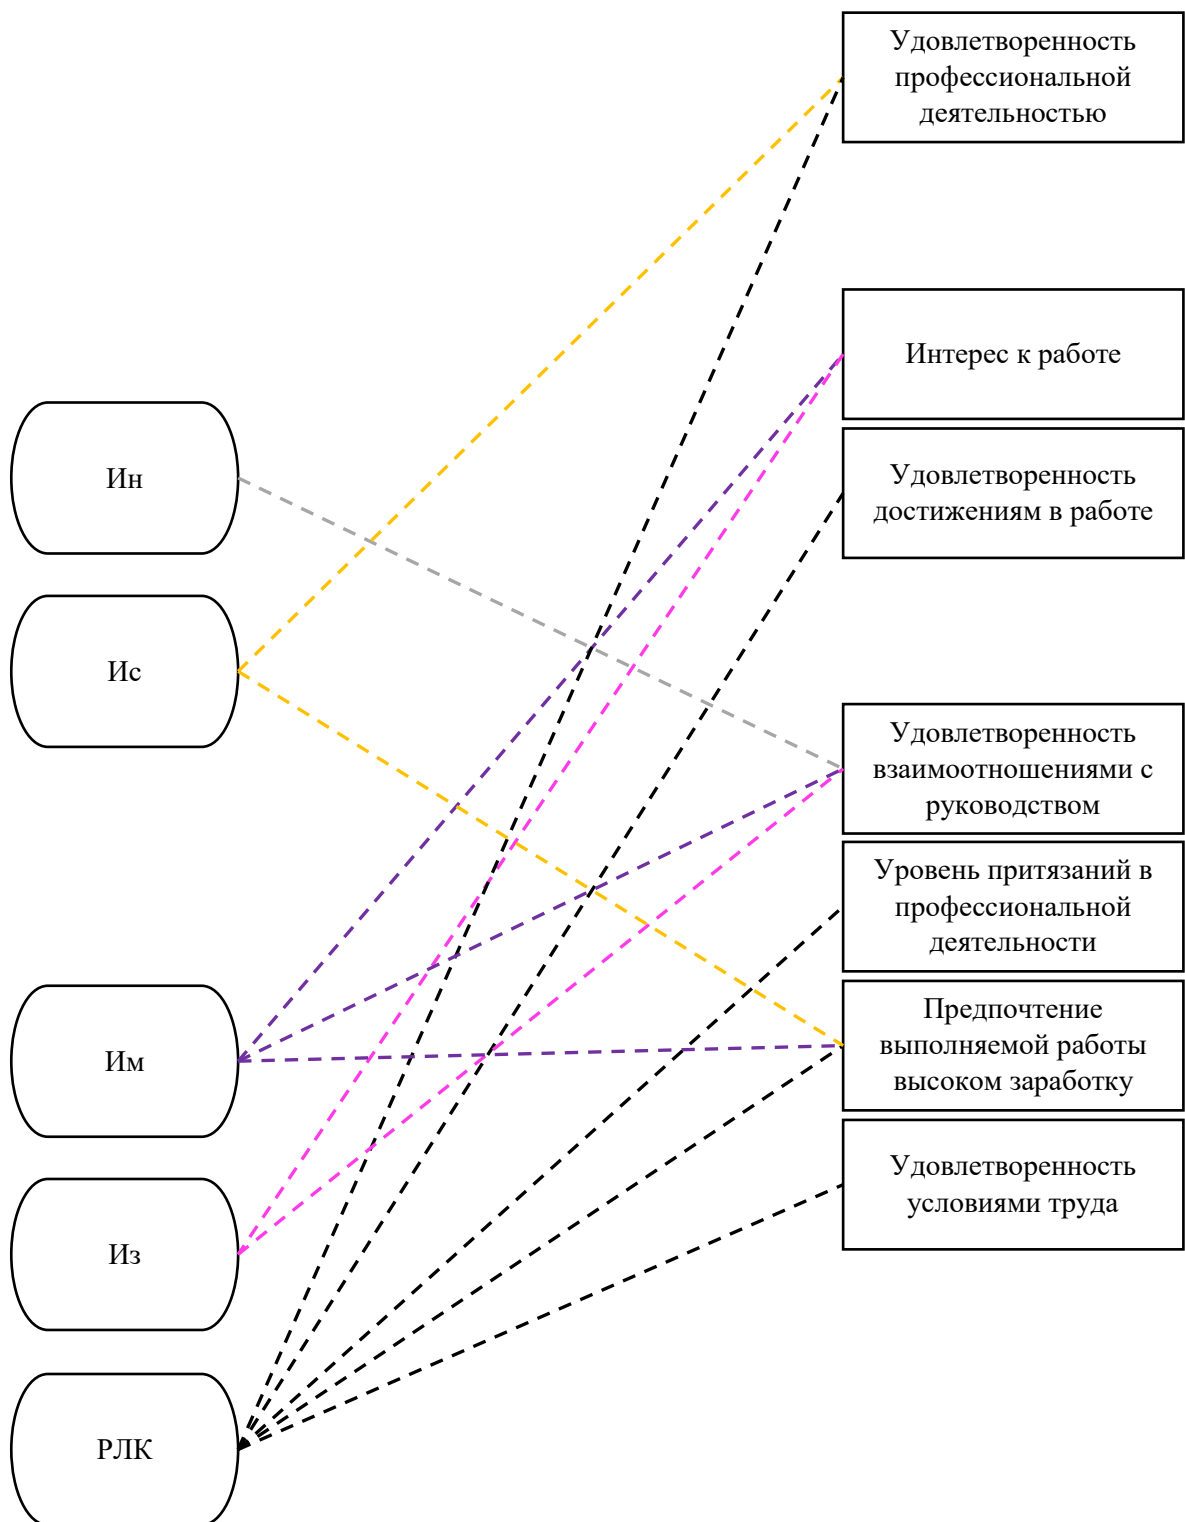 Удовлетворенность
профессиональной
деятельностью
Интерес к работе
Ин
Удовлетворенность
достижениям в работе
Ис
Удовлетворенность
взаимоотношениями с
руководством
Уровень притязаний в
профессиональной
деятельности
Им
Предпочтение
выполняемой работы
высоком заработку
Удовлетворенность
условиями труда
Из
РЛК